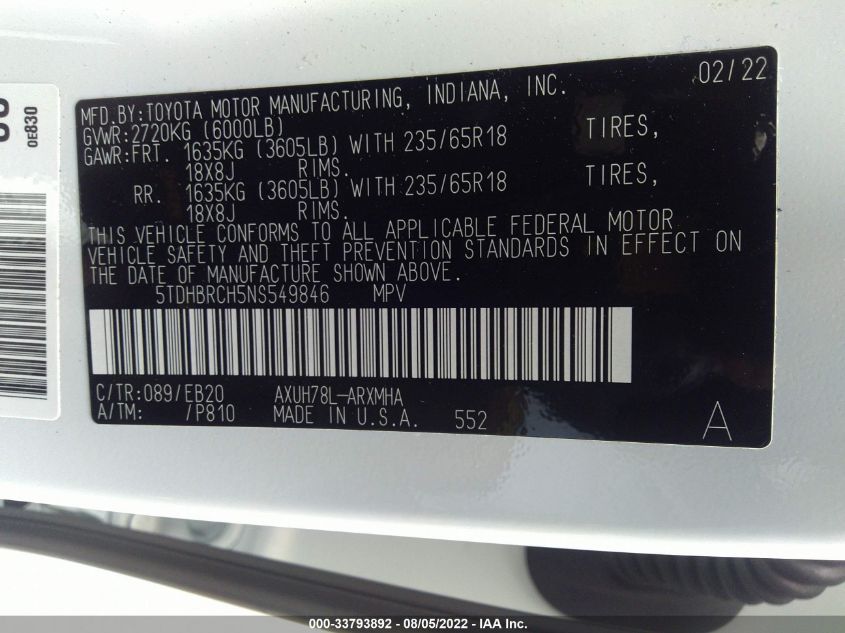 0E830
02/22
MFD.BY:TOYOTA MOTOR MANUFACTURING, INDIANA, INC.
GVWR:2720KG (6000LB)
GAWR:FRT. 1635KG (3605LB) WITH 235/65R18 TIRES,
18X8J RIMS.
RR. 1635KG (3605LB) WITH 235/65R18 TIRES,
18X8J RIMS.
THIS VEHICLE CONFORMS TO ALL APPLICABLE FEDERAL MOTOR
VEHICLE SAFETY AND THEFT PREVENTION STANDARDS IN EFFECT ON
THE DATE OF MANUFACTURE SHOWN ABOVE.
5TDHBRCH5NS549846 MPV
C/TR:089/EB20 AXUH78L-ARXMHA
A/TM: /P810 MADE IN U.S.A. 552
A
000-33793892 - 08/05/2022 - IAA Inc.